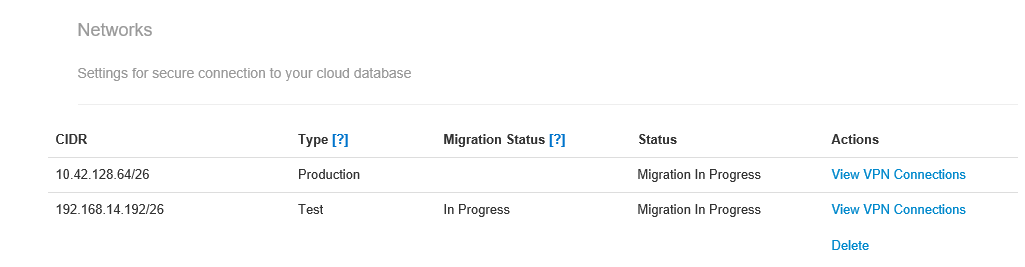 Networks
Settings for secure connection to your cloud database
CIDR Type [?] Migration Status [?] Status Actions
10.42.128.64/26 Production Migration In Progress View VPN Connections
192.168.14.192/26 Test In Progress Migration In Progress View VPN Connections
Delete